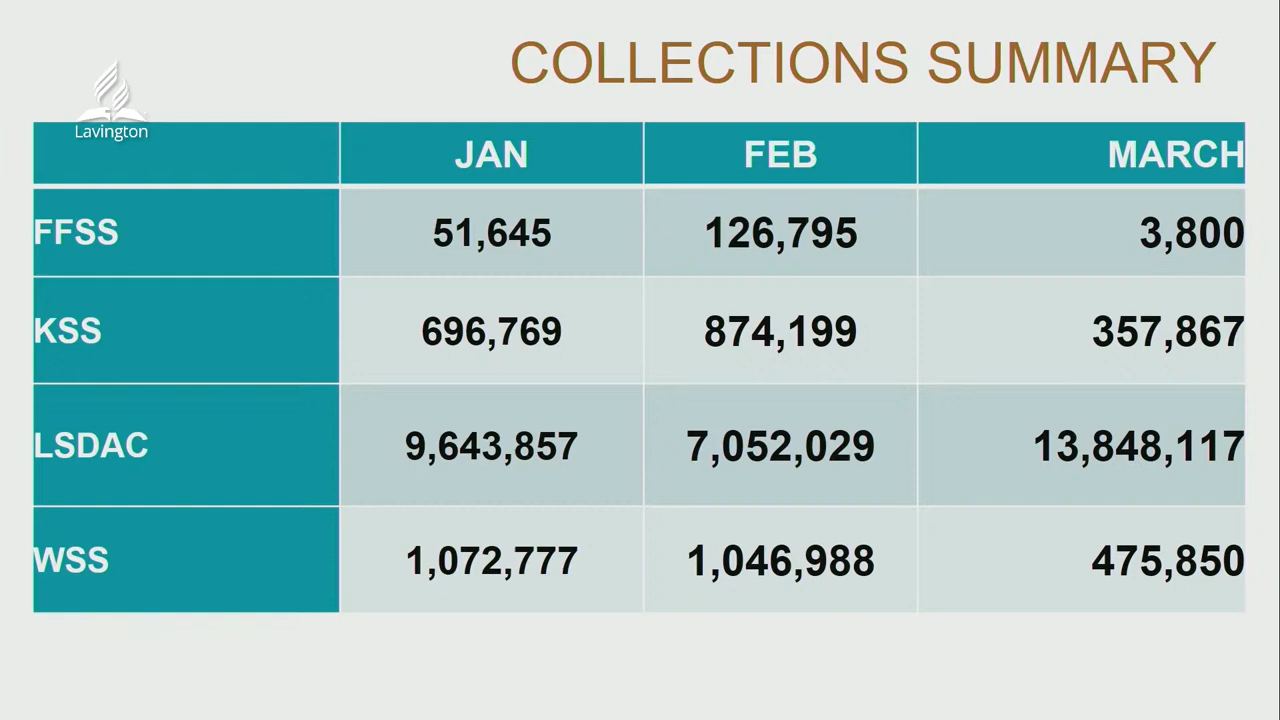 COLLECTIONS SUMMARY
Lavington
JAN FEB MARCH
FFSS 51,645 126,795 3,800
KSS 696,769 874,199 357,867
LSDAC 9,643,857 7,052,029 13,848,117
WSS 1,072,777 1,046,988 475,850